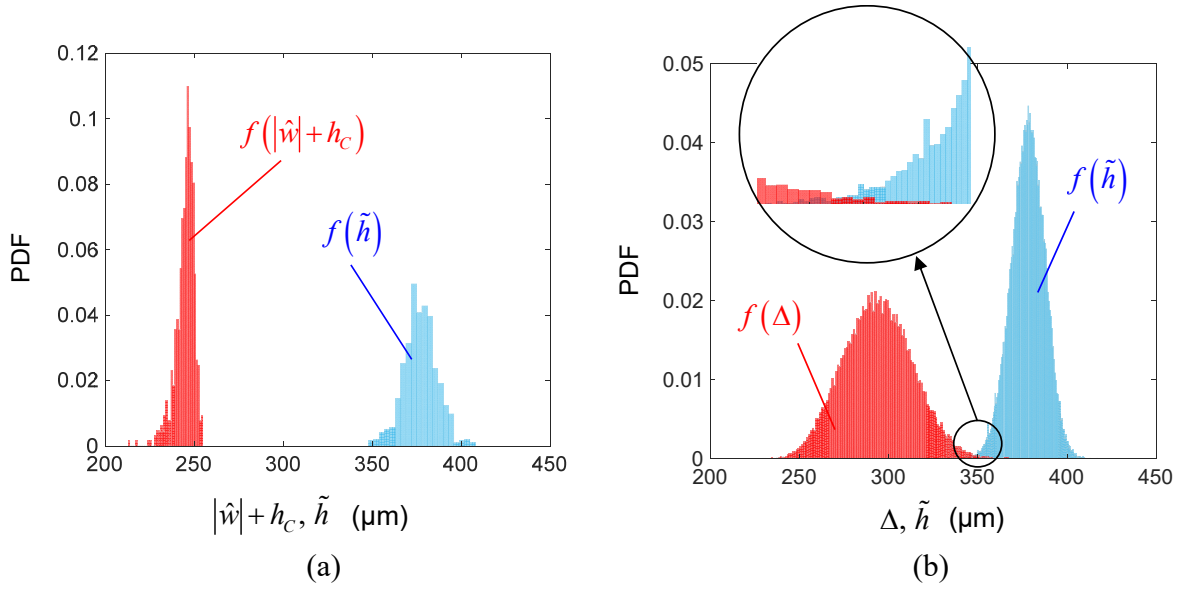 0.12
0.1
0.08
0.06
0.04
0.02
0
PDF
f(|ŵ|+h_C)
f(h̃)
200 250 300 350 400 450
|ŵ|+h_C, h̃ (μm)
(a)
0.05
0.04
0.03
0.02
0.01
0
PDF
f(Δ)
f(h̃)
200 250 300 350 400 450
Δ, h̃ (μm)
(b)